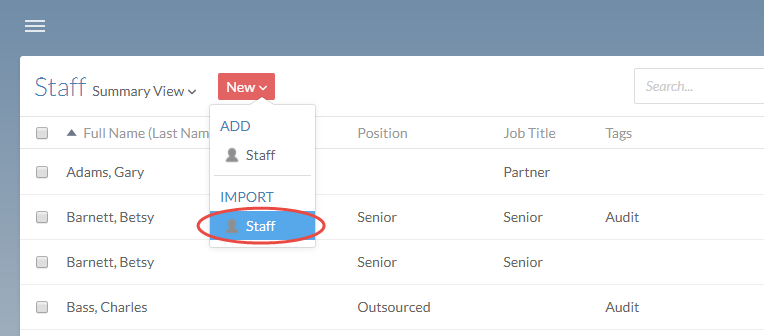 Staff Summary View New Search...
ADD
Staff
IMPORT
Staff
Full Name (Last Nam Position Job Title Tags
Adams, Gary Partner
Barnett, Betsy Senior Senior Audit
Barnett, Betsy Senior Senior
Bass, Charles Outsourced Audit